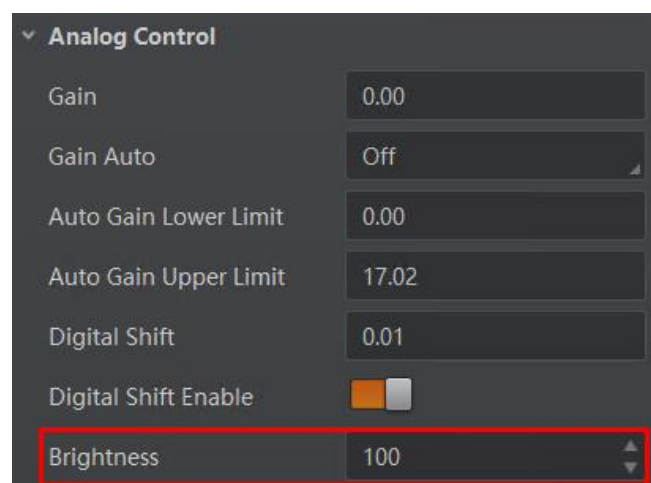 Analog Control
Gain 0.00
Gain Auto Off
Auto Gain Lower Limit 0.00
Auto Gain Upper Limit 17.02
Digital Shift 0.01
Digital Shift Enable
Brightness 100